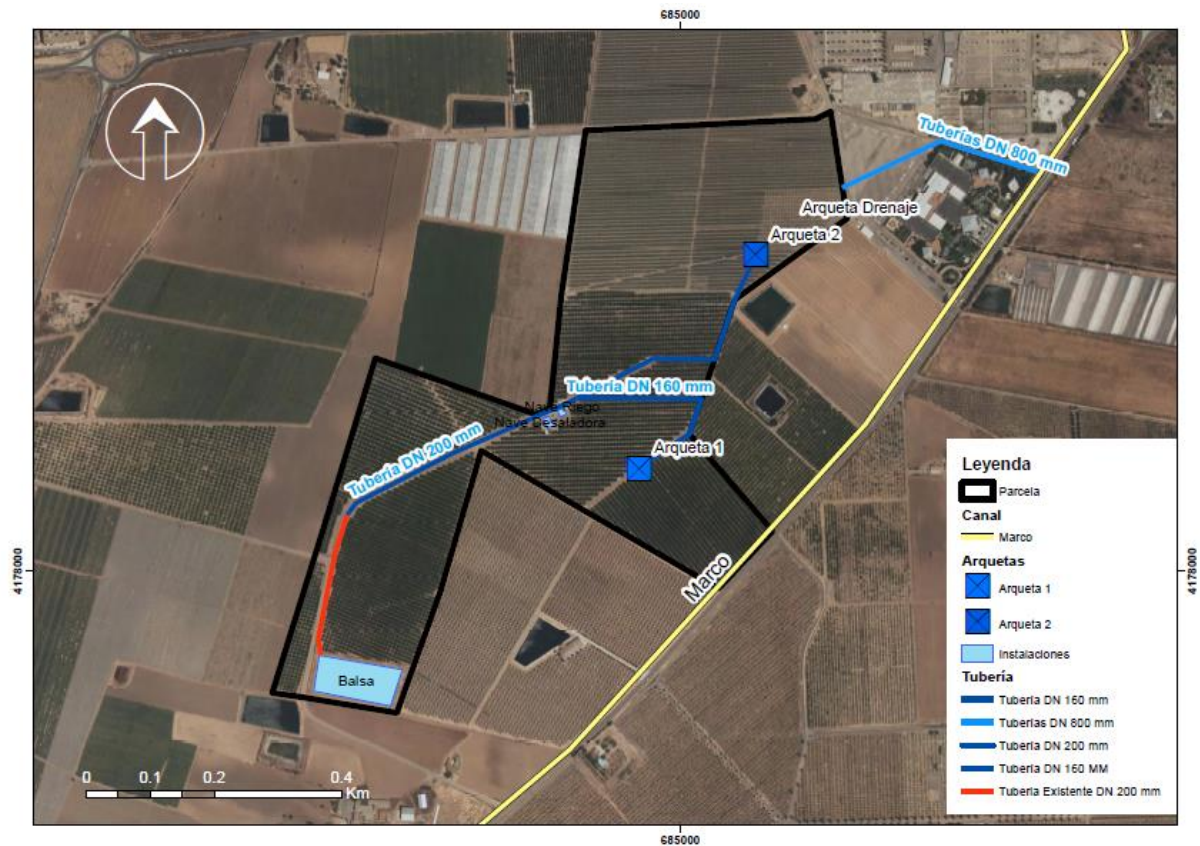 685000
Tuberías DN 800 mm
Arqueta Drenaje
Arqueta 2
Tubería DN 160 mm
Nave Riego
Nave Desaladora
Arqueta 1
Tubería DN 200 mm
4178000
4178000
Marco
Balsa
0 0.1 0.2 0.4
Km
Leyenda
Parcela
Canal
Marco
Arquetas
Arqueta 1
Arqueta 2
Instalaciones
Tubería
Tubería DN 160 mm
Tuberías DN 800 mm
Tubería DN 200 mm
Tubería DN 160 MM
Tubería Existente DN 200 mm
685000